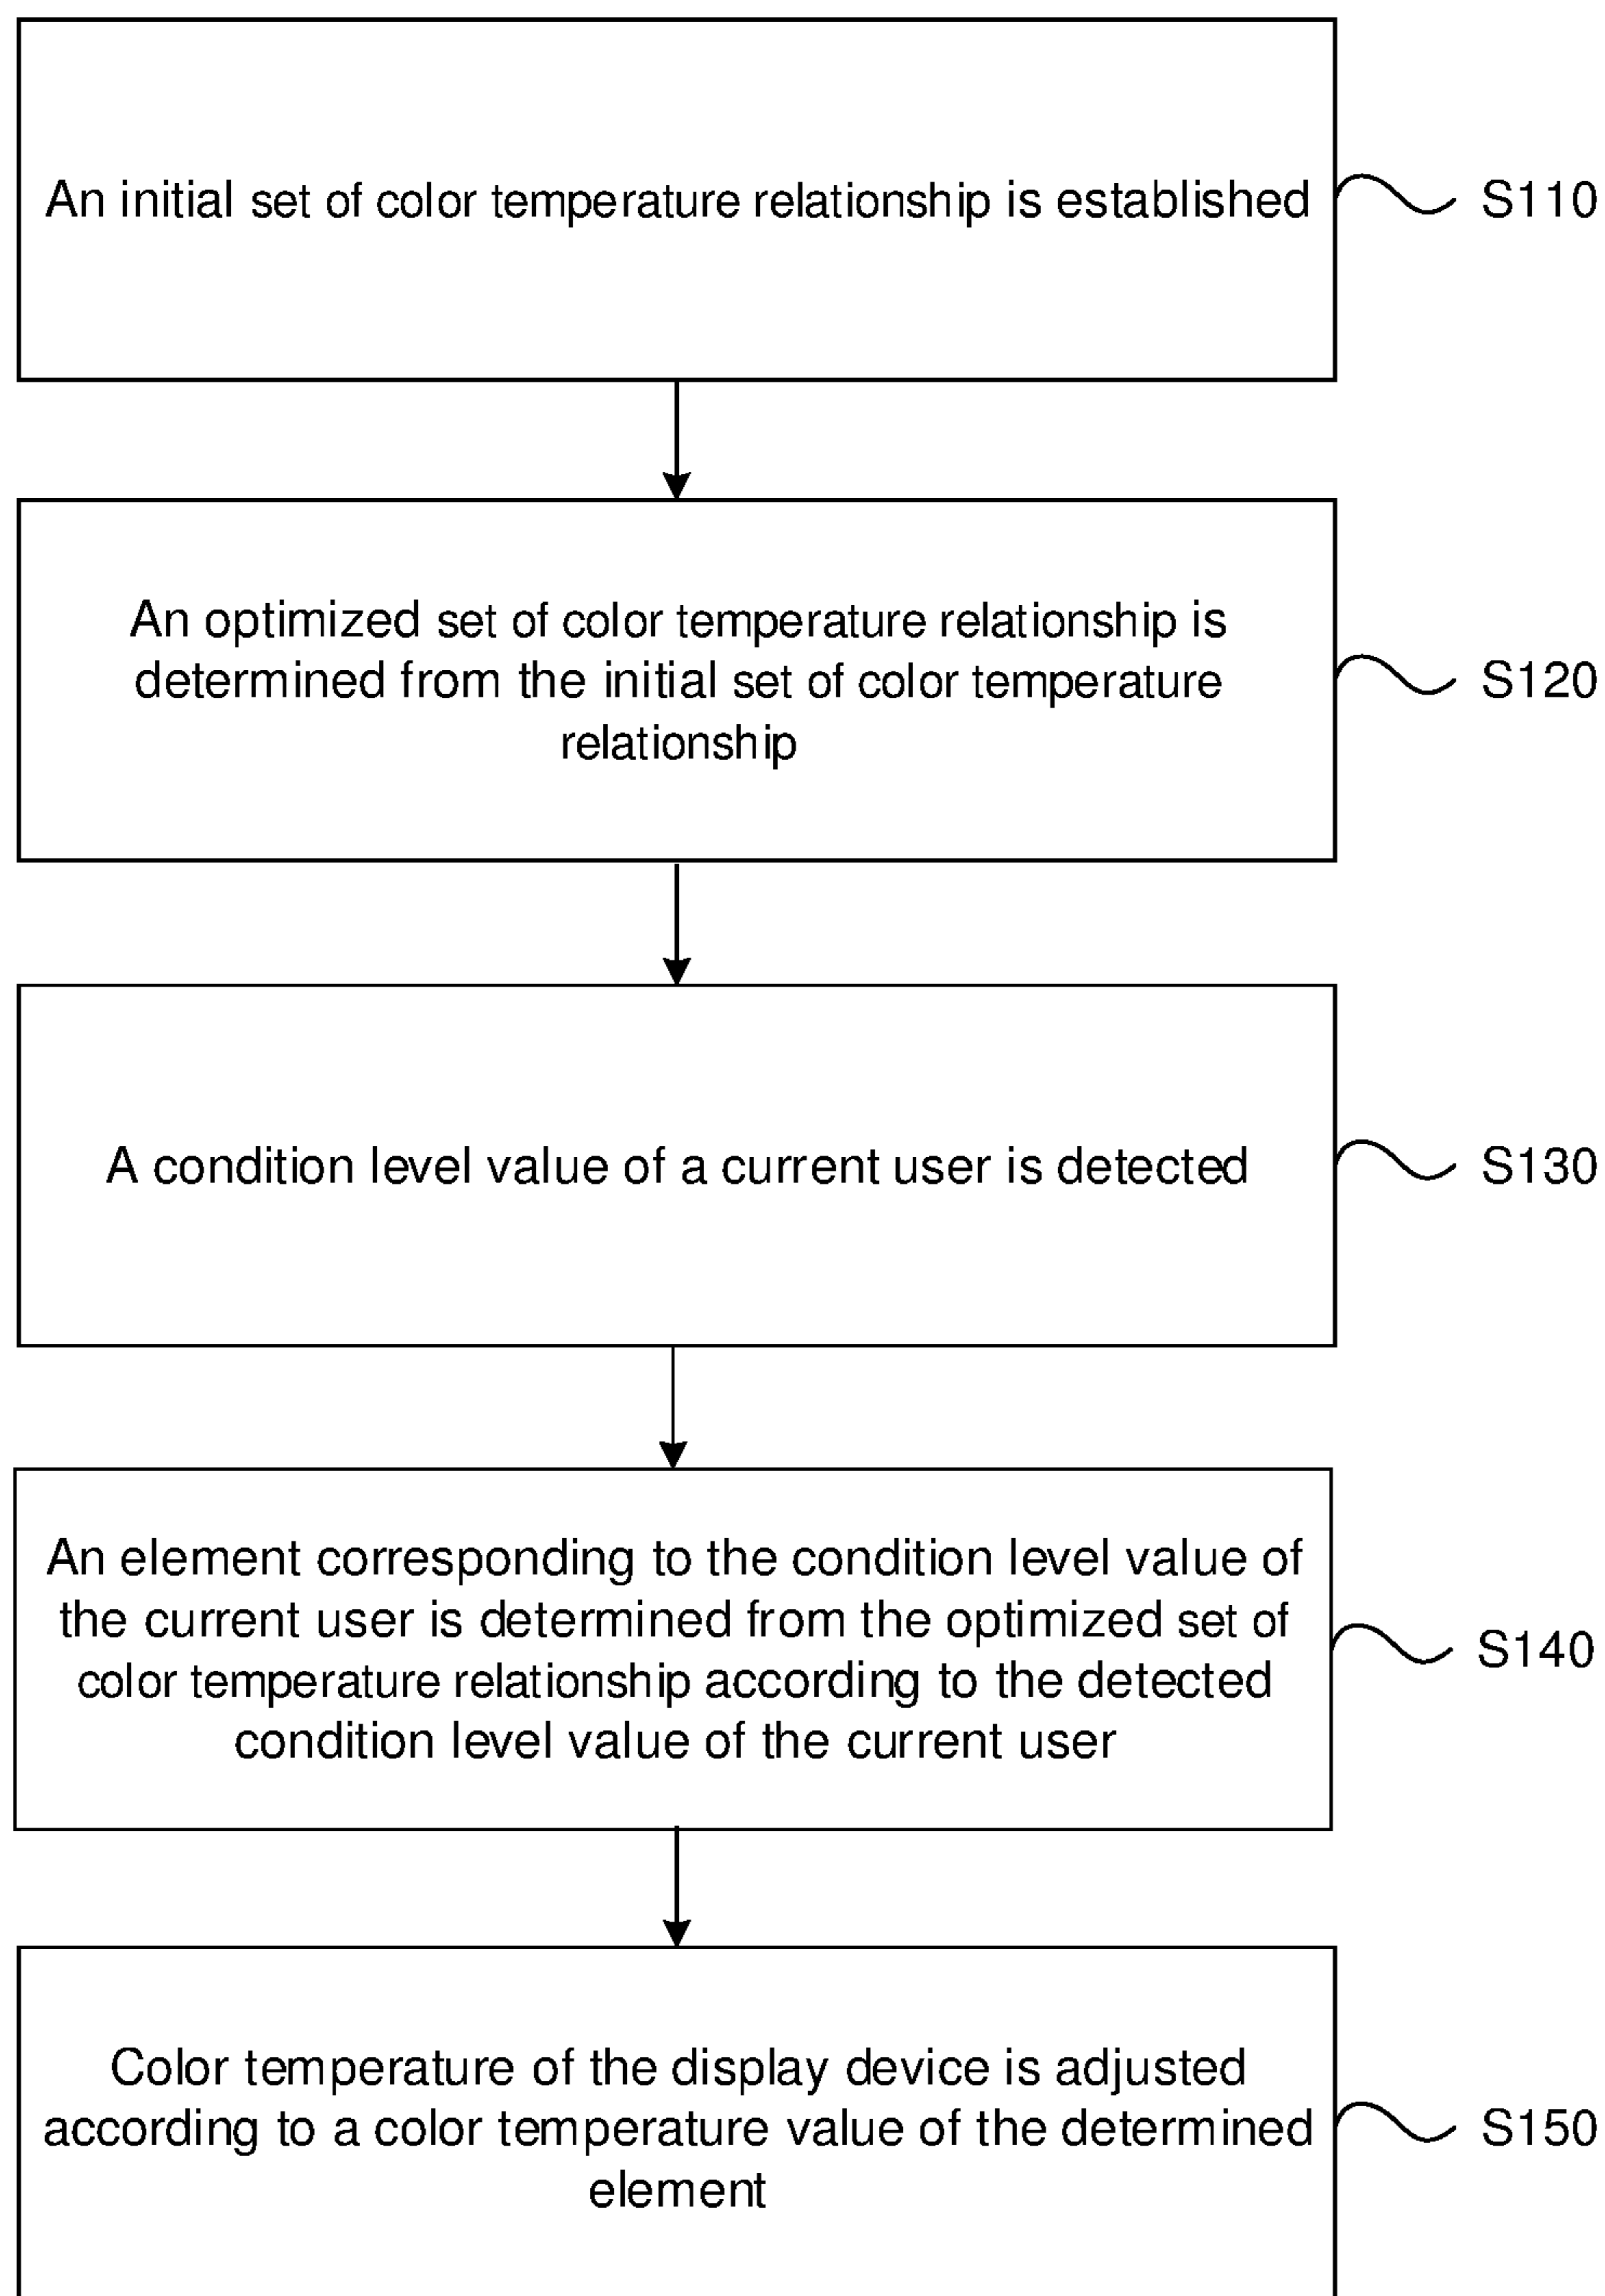 An initial set of color temperature relationship is established
S110
An optimized set of color temperature relationship is
determined from the initial set of color temperature
relationship
S120
A condition level value of a current user is detected
S130
An element corresponding to the condition level value of
the current user is determined from the optimized set of
color temperature relationship according to the detected
condition level value of the current user
S140
Color temperature of the display device is adjusted
according to a color temperature value of the determined
element
S150